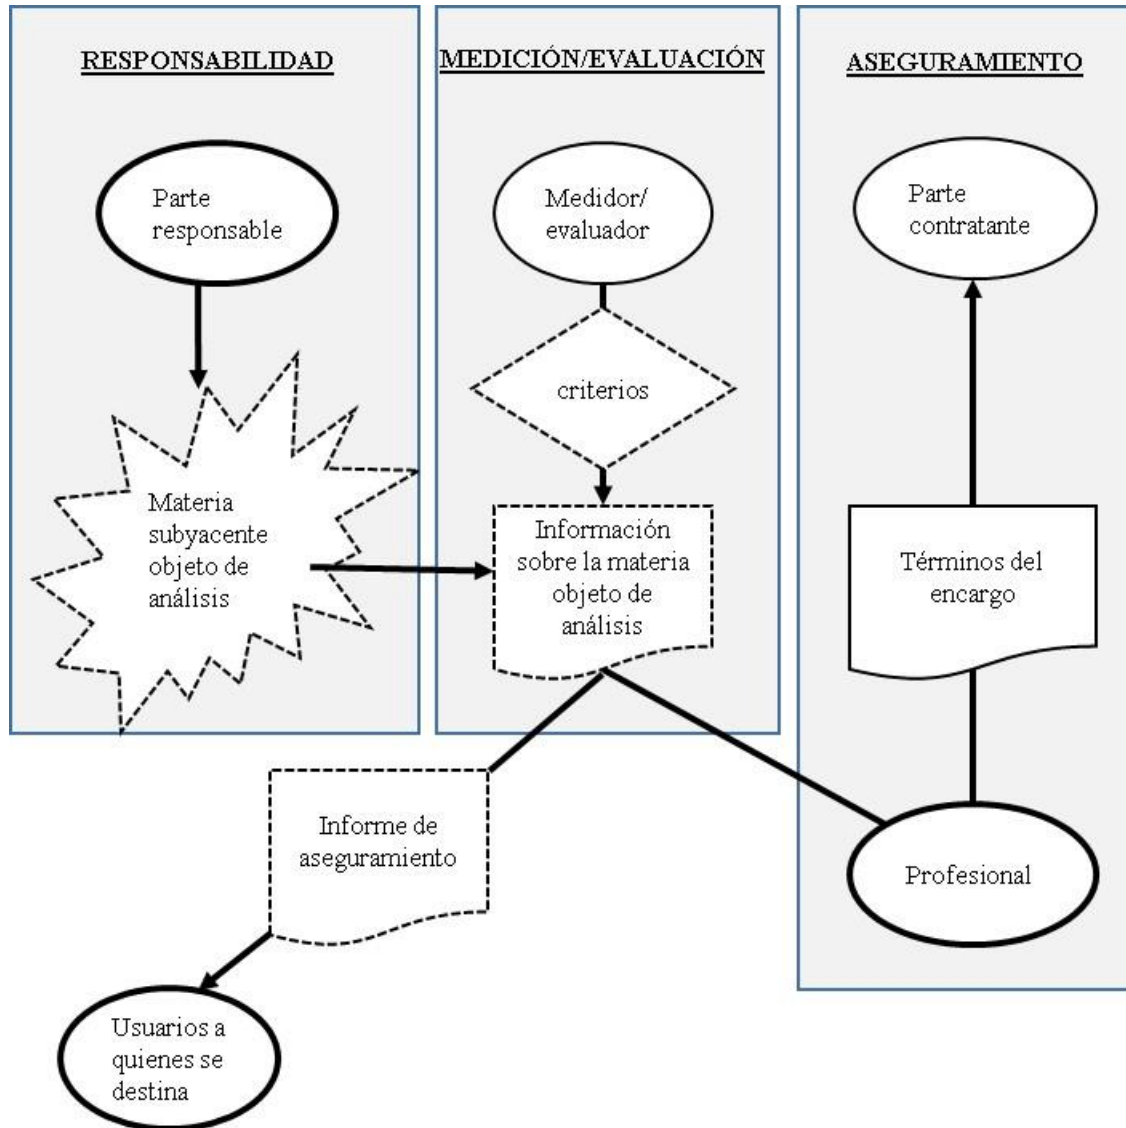 RESPONSABILIDAD
MEDICIÓN/EVALUACIÓN
ASEGURAMIENTO
Parte
responsable
Medidor/
evaluador
Parte
contratante
criterios
Materia
subyacente
objeto de
análisis
Información
sobre la materia
objeto de
análisis
Términos del
encargo
Informe de
aseguramiento
Profesional
Usuarios a
quienes se
destina